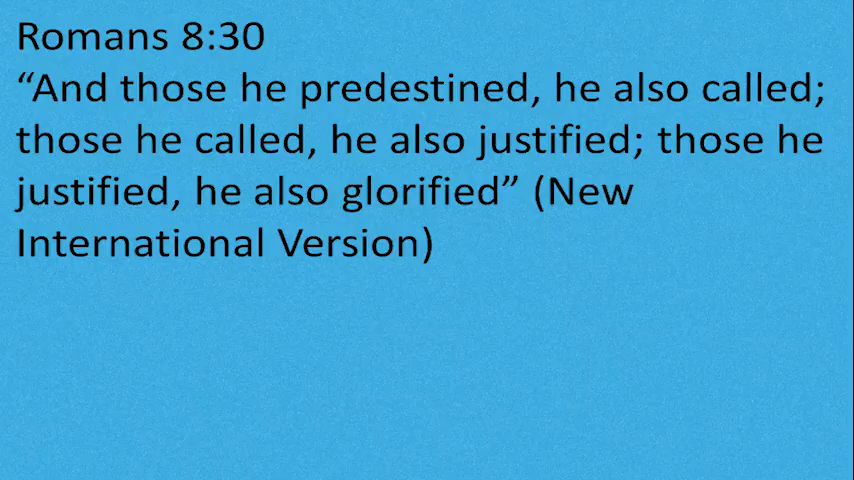 Romans 8:30
“And those he predestined, he also called;
those he called, he also justified; those he
justified, he also glorified” (New
International Version)